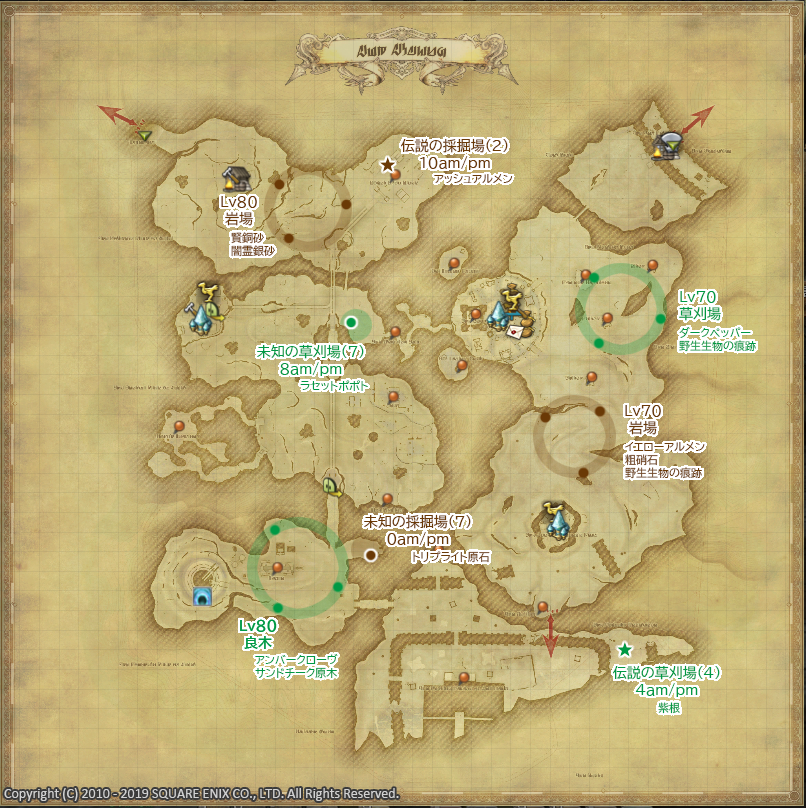 伝説の採掘場(2)
10am/pm
アッシュアルメン
Lv80
岩場
賢銅砂
闇霊銀砂
Lv70
草刈場
ダークペッパー
野生生物の痕跡
未知の草刈場(7)
8am/pm
ラセットポポト
Lv70
岩場
イエローアルメン
粗硝石
野生生物の痕跡
未知の採掘場(7)
0am/pm
トリプライト原石
Lv80
良木
アンバークローヴ
サンドチーク原木
伝説の草刈場(4)
4am/pm
紫根
Copyright (C) 2010 - 2019 SQUARE ENIX CO., LTD. All Rights Reserved.